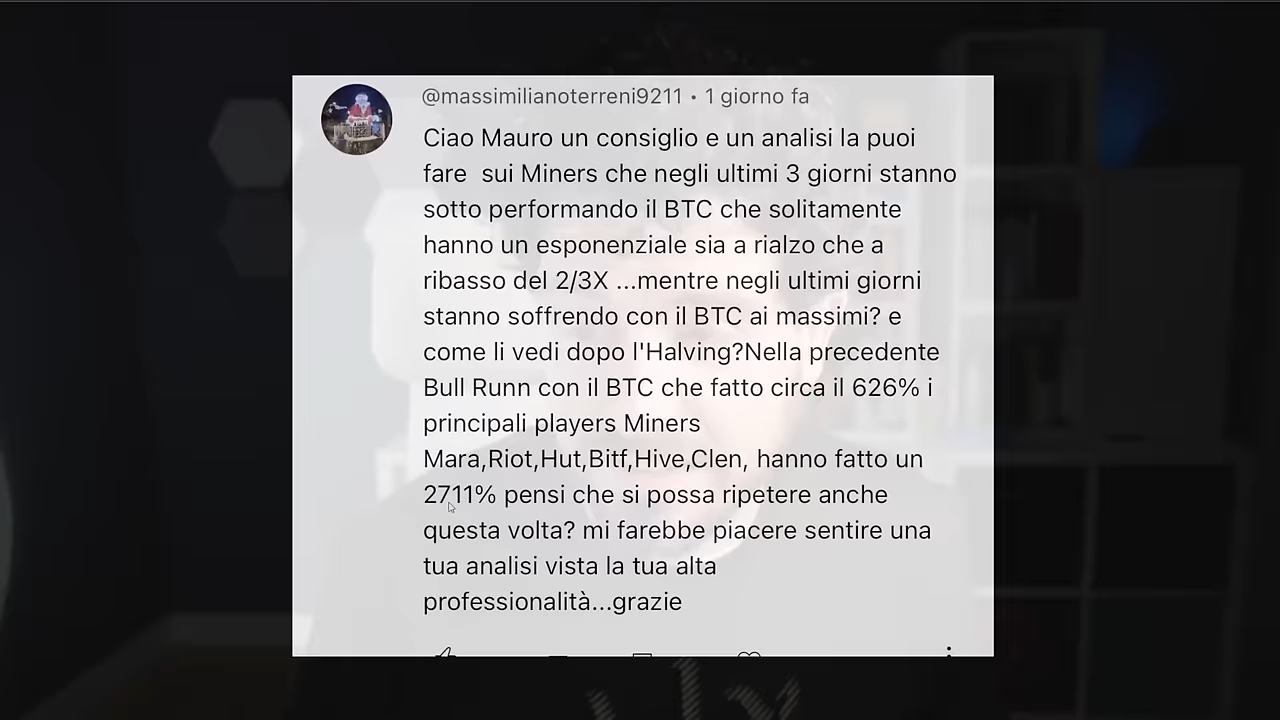 @massimilianoterreni9211 • 1 giorno fa
Ciao Mauro un consiglio e un analisi la puoi
fare  sui Miners che negli ultimi 3 giorni stanno
sotto performando il BTC che solitamente
hanno un esponenziale sia a rialzo che a
ribasso del 2/3X ...mentre negli ultimi giorni
stanno soffrendo con il BTC ai massimi? e
come li vedi dopo l'Halving?Nella precedente
Bull Runn con il BTC che fatto circa il 626% i
principali players Miners
Mara,Riot,Hut,Bitf,Hive,Clen, hanno fatto un
2711% pensi che si possa ripetere anche
questa volta? mi farebbe piacere sentire una
tua analisi vista la tua alta
professionalità...grazie